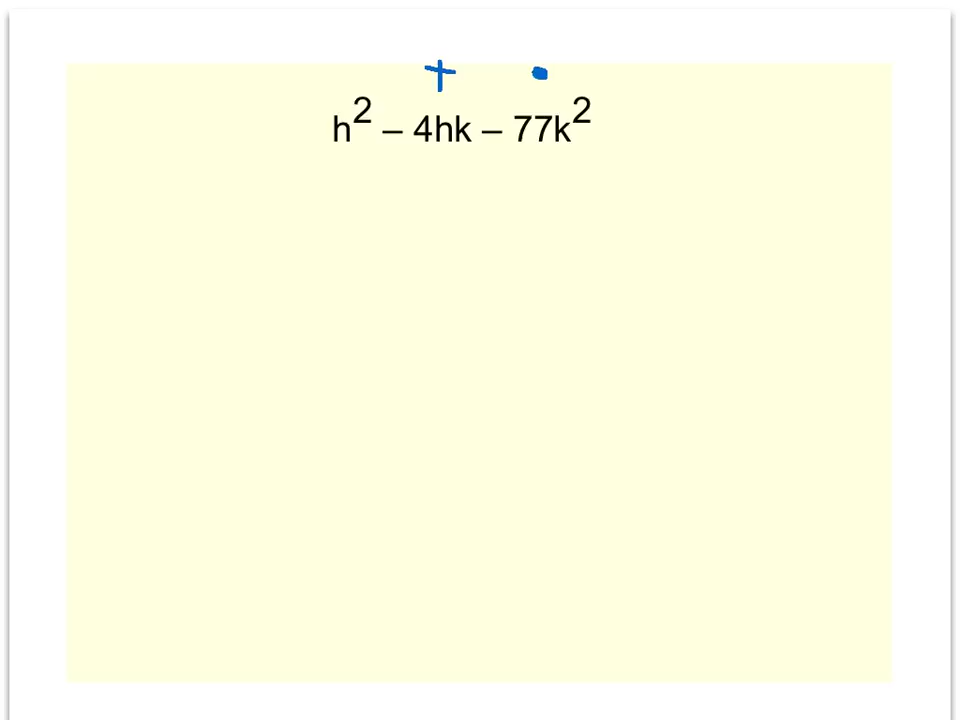 + •
h² – 4hk – 77k²